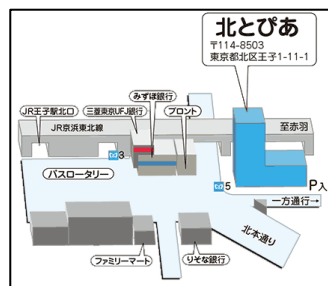 北とぴあ
〒114-8503
東京都北区王子1-11-1
みずほ銀行
JR王子駅北口
三菱東京UFJ銀行
プロント
JR京浜東北線
至赤羽
3
バスロータリー
5
P入
一方通行→
北本通り
ファミリーマート
りそな銀行